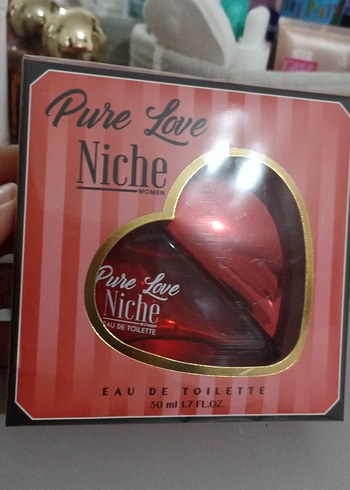 Pure Love
Niche
WOMEN
Pure Love
Niche
WOMEN
EAU DE TOILETTE
EAU DE TOILETTE
50 ml 1.7 FL.OZ.